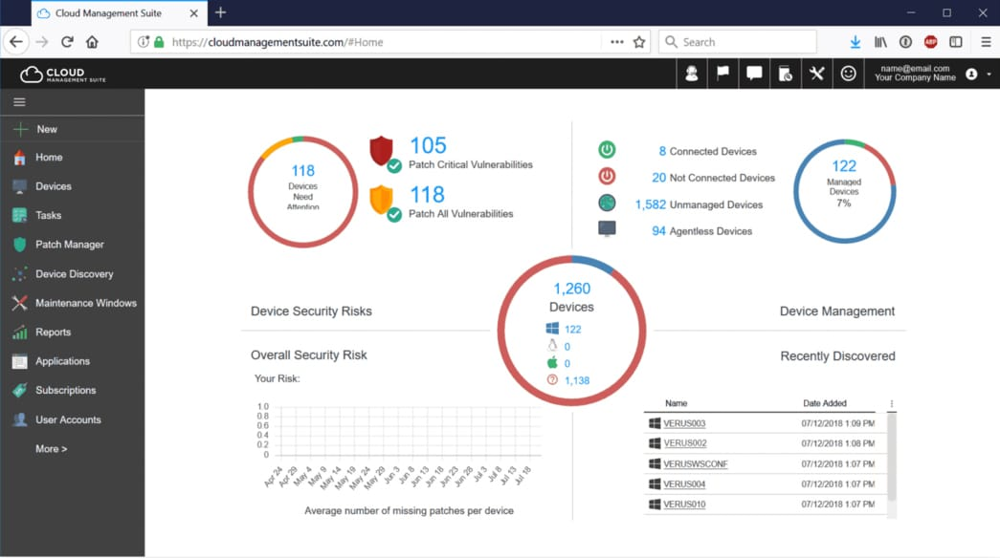 Cloud Management Suite
https://cloudmanagementsuite.com/#Home
Search
ABP
CLOUD
MANAGEMENT SUITE
name@email.com
Your Company Name
New
Home
Devices
Tasks
Patch Manager
Device Discovery
Maintenance Windows
Reports
Applications
Subscriptions
User Accounts
More >
118
Devices
Need
Attention
105
Patch Critical Vulnerabilities
118
Patch All Vulnerabilities
8 Connected Devices
20 Not Connected Devices
1,582 Unmanaged Devices
94 Agentless Devices
122
Managed
Devices
7%
1,260
Devices
122
0
0
1,138
Device Security Risks
Device Management
Overall Security Risk
Your Risk:
1.0
0.8
0.6
0.4
0.2
0
Apr 24
Apr 29
May 4
May 9
May 14
May 19
May 24
May 29
Jun 3
Jun 8
Jun 13
Jun 18
Jun 23
Jun 28
Jul 3
Jul 8
Jul 13
Jul 18
Average number of missing patches per device
Recently Discovered
Name Date Added
VERUS003 07/12/2018 1:09 PM
VERUS002 07/12/2018 1:08 PM
VERUSWSCONF 07/12/2018 1:07 PM
VERUS004 07/12/2018 1:07 PM
VERUS010 07/12/2018 1:07 PM